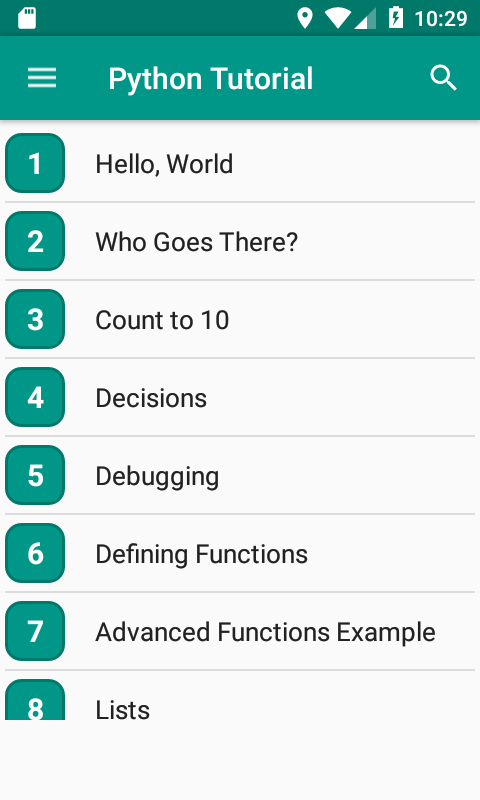 10:29
Python Tutorial
1 Hello, World
2 Who Goes There?
3 Count to 10
4 Decisions
5 Debugging
6 Defining Functions
7 Advanced Functions Example
8 Lists